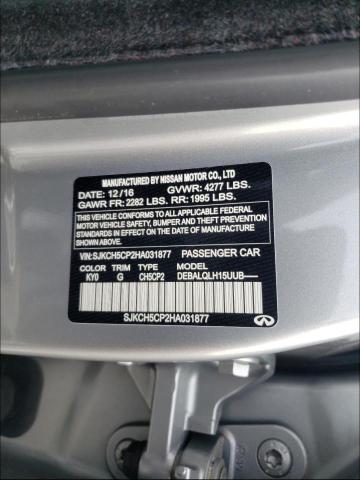 MANUFACTURED BY NISSAN MOTOR CO., LTD
DATE: 12/16 GVWR: 4277 LBS.
GAWR FR: 2282 LBS. RR: 1995 LBS.
THIS VEHICLE CONFORMS TO ALL APPLICABLE FEDERAL
MOTOR VEHICLE SAFETY, BUMPER AND THEFT PREVENTION
STANDARDS IN EFFECT ON THE DATE OF MANUFACTURE
SHOWN ABOVE.
VIN:SJKCH5CP2HA031877 PASSENGER CAR
COLOR TRIM TYPE MODEL
KY0 G CH5CP2 DEBALQLH15UUB——
SJKCH5CP2HA031877